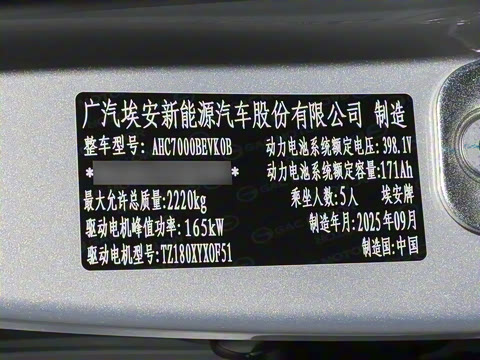 广汽埃安新能源汽车股份有限公司 制造
整车型号: AHC7000BEVK0B 动力电池系统额定电压: 398.1V
* * 动力电池系统额定容量: 171Ah
最大允许总质量: 2220kg 乘坐人数: 5人 埃安牌
驱动电机峰值功率: 165kW 制造年月: 2025年09月
驱动电机型号: TZ180XYX0F51 制造国: 中国